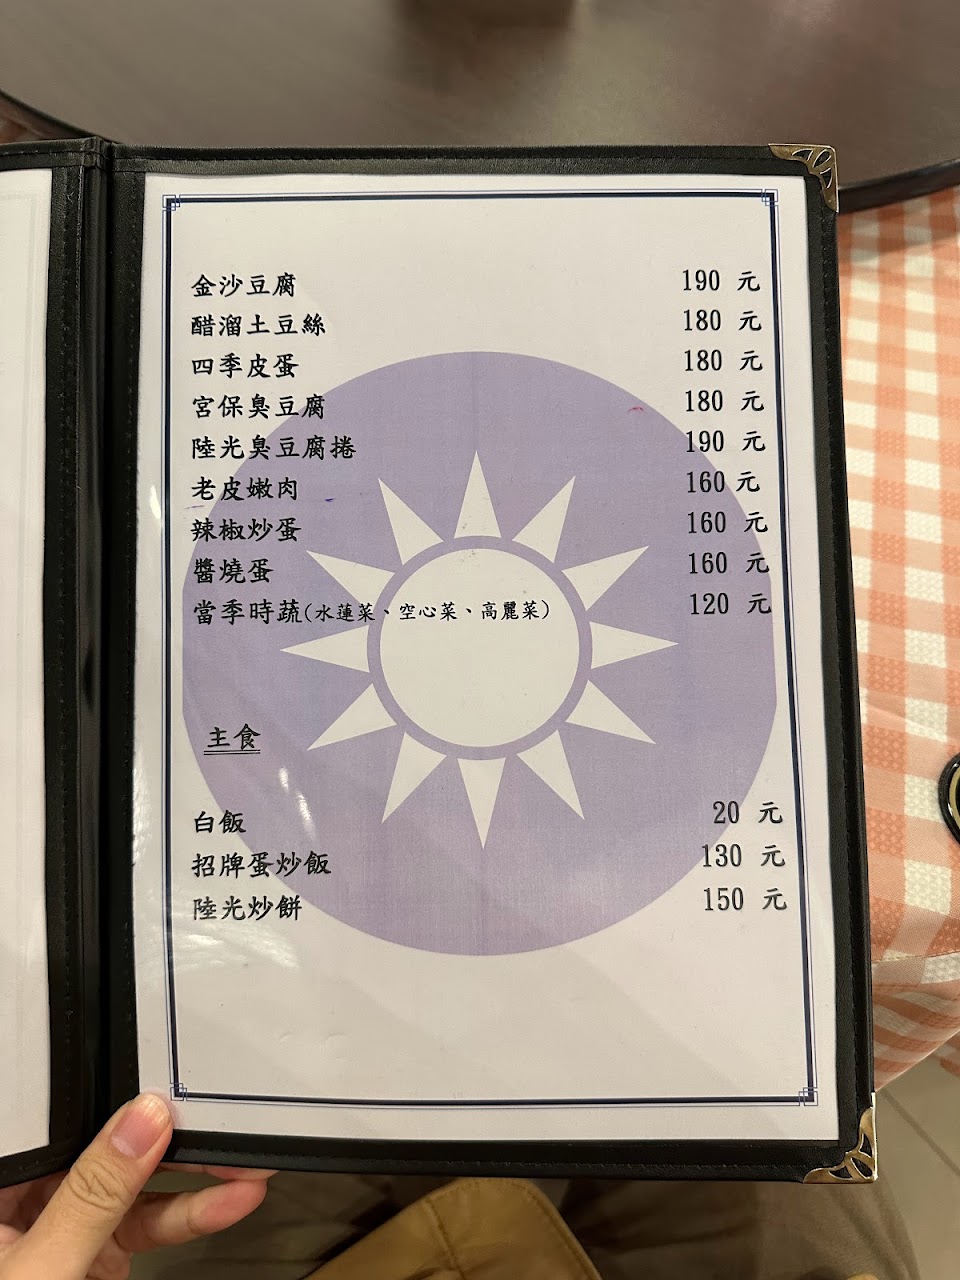 金沙豆腐 190 元
醋溜土豆絲 180 元
四季皮蛋 180 元
宮保臭豆腐 180 元
陸光臭豆腐捲 190 元
老皮嫩肉 160 元
辣椒炒蛋 160 元
醬燒蛋 160 元
當季時蔬(水蓮菜、空心菜、高麗菜) 120 元
主食
白飯 20 元
招牌蛋炒飯 130 元
陸光炒餅 150 元